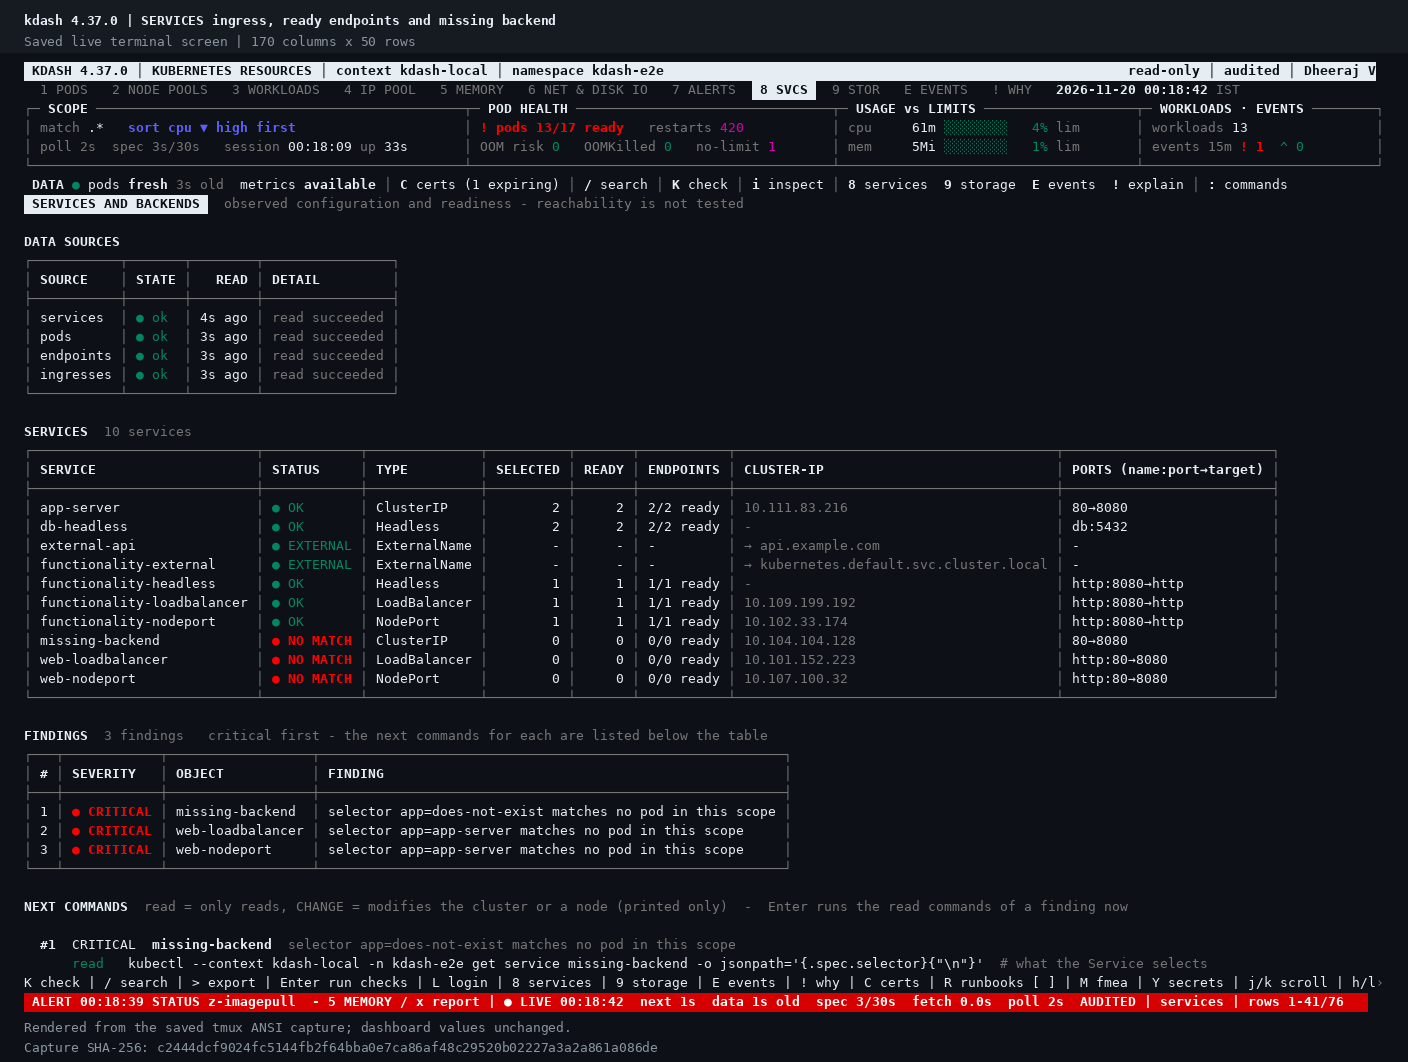 kdash 4.37.0 | SERVICES ingress, ready endpoints and missing backend
Saved live terminal screen | 170 columns x 50 rows
KDASH 4.37.0 │ KUBERNETES RESOURCES │ context kdash-local │ namespace kdash-e2e read-only │ audited │ Dheeraj V
1 PODS 2 NODE POOLS 3 WORKLOADS 4 IP POOL 5 MEMORY 6 NET & DISK IO 7 ALERTS 8 SVCS 9 STOR E EVENTS ! WHY 2026-11-20 00:18:42 IST
SCOPE POD HEALTH USAGE vs LIMITS WORKLOADS · EVENTS
match .* sort cpu ▼ high first │ ! pods 13/17 ready restarts 420 │ cpu 61m ░░░░░░░░ 4% lim │ workloads 13
poll 2s spec 3s/30s session 00:18:09 up 33s │ OOM risk 0 OOMKilled 0 no-limit 1 │ mem 5Mi ░░░░░░░░ 1% lim │ events 15m ! 1 ^ 0
DATA ● pods fresh 3s old metrics available │ C certs (1 expiring) │ / search │ K check │ i inspect │ 8 services 9 storage E events ! explain │ : commands
SERVICES AND BACKENDS observed configuration and readiness - reachability is not tested
DATA SOURCES
│ SOURCE │ STATE │ READ │ DETAIL │
│ services │ ● ok │ 4s ago │ read succeeded │
│ pods │ ● ok │ 3s ago │ read succeeded │
│ endpoints │ ● ok │ 3s ago │ read succeeded │
│ ingresses │ ● ok │ 3s ago │ read succeeded │
SERVICES 10 services
│ SERVICE │ STATUS │ TYPE │ SELECTED │ READY │ ENDPOINTS │ CLUSTER-IP │ PORTS (name:port→target) │
│ app-server │ ● OK │ ClusterIP │ 2 │ 2 │ 2/2 ready │ 10.111.83.216 │ 80→8080 │
│ db-headless │ ● OK │ Headless │ 2 │ 2 │ 2/2 ready │ - │ db:5432 │
│ external-api │ ● EXTERNAL │ ExternalName │ - │ - │ - │ → api.example.com │ - │
│ functionality-external │ ● EXTERNAL │ ExternalName │ - │ - │ - │ → kubernetes.default.svc.cluster.local │ - │
│ functionality-headless │ ● OK │ Headless │ 1 │ 1 │ 1/1 ready │ - │ http:8080→http │
│ functionality-loadbalancer │ ● OK │ LoadBalancer │ 1 │ 1 │ 1/1 ready │ 10.109.199.192 │ http:8080→http │
│ functionality-nodeport │ ● OK │ NodePort │ 1 │ 1 │ 1/1 ready │ 10.102.33.174 │ http:8080→http │
│ missing-backend │ ● NO MATCH │ ClusterIP │ 0 │ 0 │ 0/0 ready │ 10.104.104.128 │ 80→8080 │
│ web-loadbalancer │ ● NO MATCH │ LoadBalancer │ 0 │ 0 │ 0/0 ready │ 10.101.152.223 │ http:80→8080 │
│ web-nodeport │ ● NO MATCH │ NodePort │ 0 │ 0 │ 0/0 ready │ 10.107.100.32 │ http:80→8080 │
FINDINGS 3 findings critical first - the next commands for each are listed below the table
│ # │ SEVERITY │ OBJECT │ FINDING │
│ 1 │ ● CRITICAL │ missing-backend │ selector app=does-not-exist matches no pod in this scope │
│ 2 │ ● CRITICAL │ web-loadbalancer │ selector app=app-server matches no pod in this scope │
│ 3 │ ● CRITICAL │ web-nodeport │ selector app=app-server matches no pod in this scope │
NEXT COMMANDS read = only reads, CHANGE = modifies the cluster or a node (printed only) - Enter runs the read commands of a finding now
#1 CRITICAL missing-backend selector app=does-not-exist matches no pod in this scope
read kubectl --context kdash-local -n kdash-e2e get service missing-backend -o jsonpath='{.spec.selector}{"\n"}' # what the Service selects
K check | / search | > export | Enter run checks | L login | 8 services | 9 storage | E events | ! why | C certs | R runbooks [ ] | M fmea | Y secrets | j/k scroll | h/l›
ALERT 00:18:39 STATUS z-imagepull - 5 MEMORY / x report | ● LIVE 00:18:42 next 1s data 1s old spec 3/30s fetch 0.0s poll 2s AUDITED | services | rows 1-41/76
Rendered from the saved tmux ANSI capture; dashboard values unchanged.
Capture SHA-256: c2444dcf9024fc5144fb2f64bba0e7ca86af48c29520b02227a3a2a861a086de